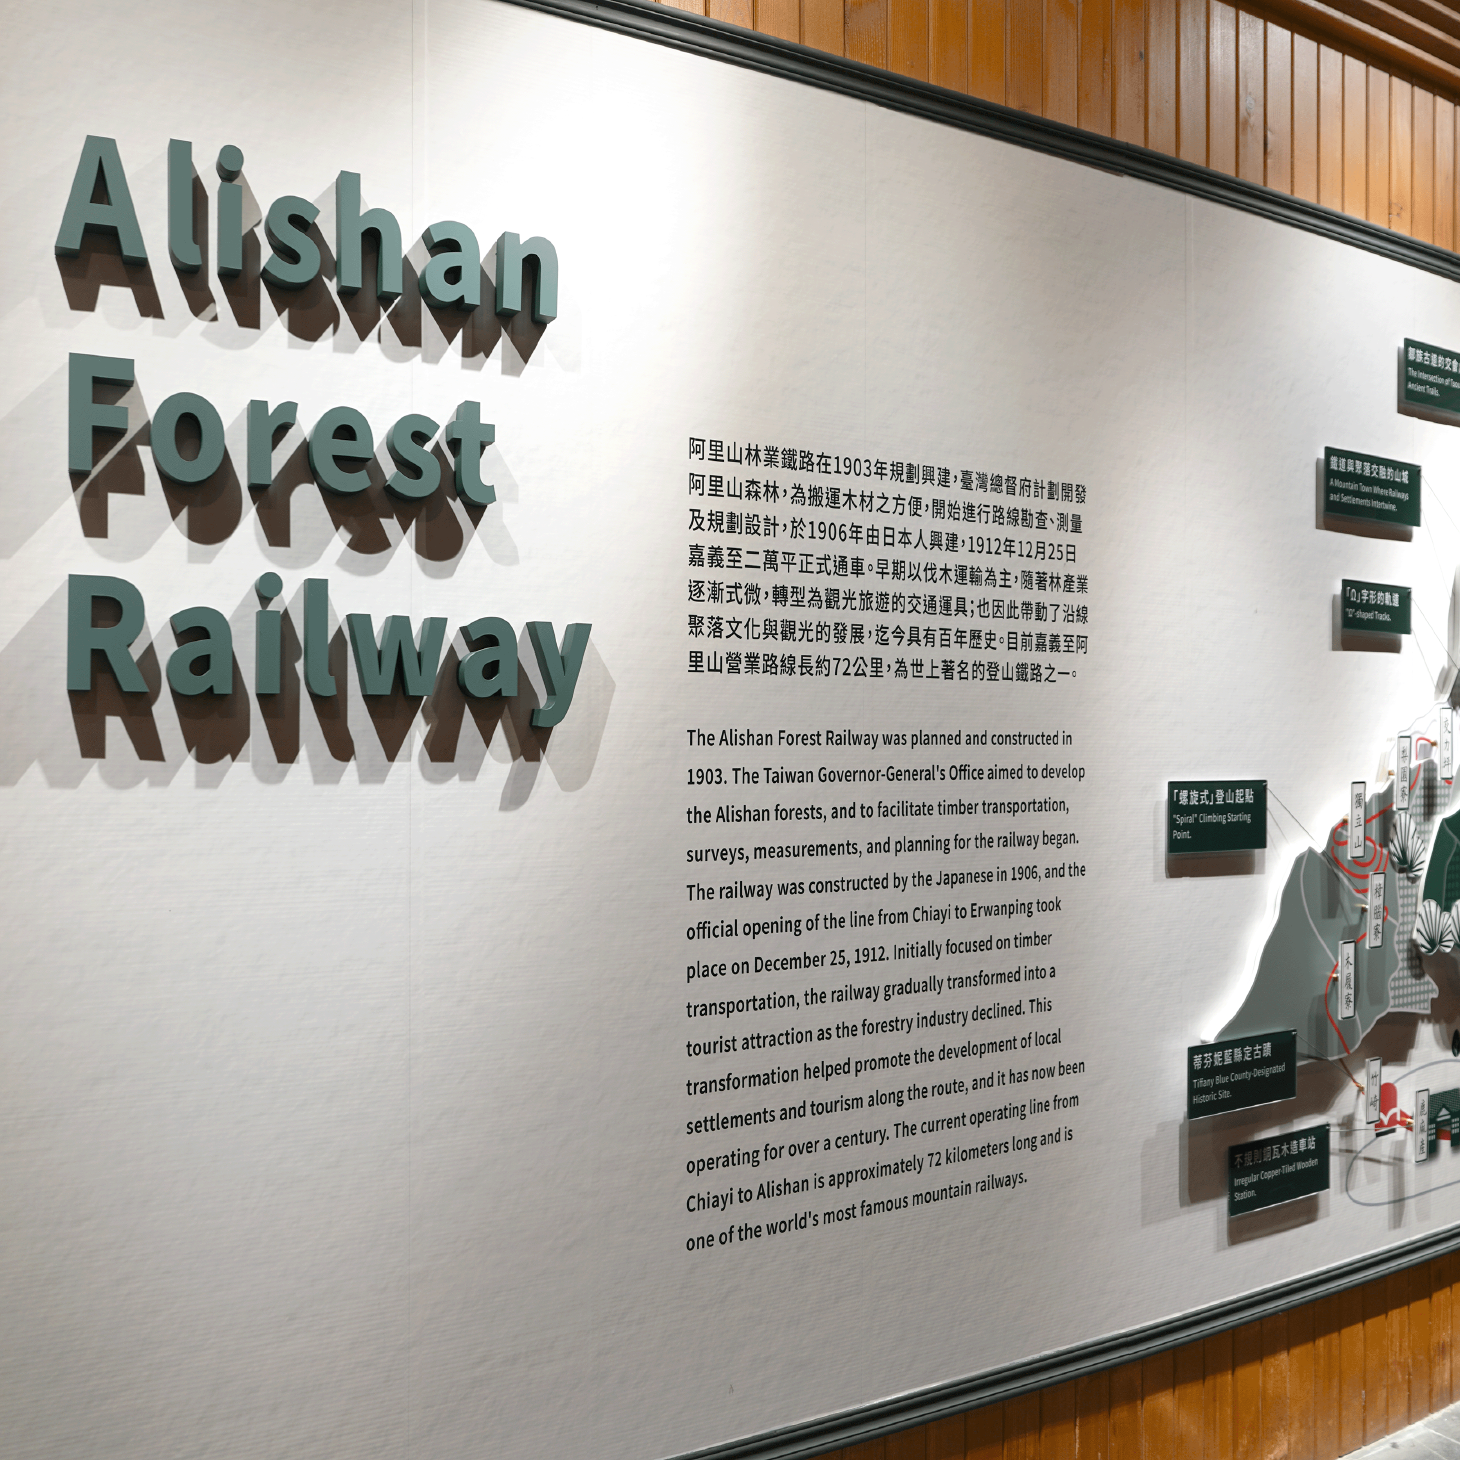 Alishan
Forest
Railway
阿里山林業鐵路在1903年規劃興建，臺灣總督府計劃開發
阿里山森林，為搬運木材之方便，開始進行路線勘查、測量
及規劃設計，於1906年由日本人興建，1912年12月25日
嘉義至二萬平正式通車。早期以伐木運輸為主，隨著林產業
逐漸式微，轉型為觀光旅遊的交通運具；也因此帶動了沿線
聚落文化與觀光的發展，迄今具有百年歷史。目前嘉義至阿
里山營業路線長約72公里，為世上著名的登山鐵路之一。
The Alishan Forest Railway was planned and constructed in
1903. The Taiwan Governor-General's Office aimed to develop
the Alishan forests, and to facilitate timber transportation,
surveys, measurements, and planning for the railway began.
The railway was constructed by the Japanese in 1906, and the
official opening of the line from Chiayi to Erwanping took
place on December 25, 1912. Initially focused on timber
transportation, the railway gradually transformed into a
tourist attraction as the forestry industry declined. This
transformation helped promote the development of local
settlements and tourism along the route, and it has now been
operating for over a century. The current operating line from
Chiayi to Alishan is approximately 72 kilometers long and is
one of the world's most famous mountain railways.
鄒族古道的交會
The Intersection of
Ancient Trails.
鐵道與聚落交融的山城
A Mountain Town Where Railways
and Settlements Intertwine.
「Ω」字形的軌道
"Ω"-shaped Tracks.
「螺旋式」登山起點
"Spiral" Climbing Starting
Point.
交力坪
梨園寮
獨立山
樟腦寮
木履寮
蒂芬妮藍縣定古蹟
Tiffany Blue County-Designated
Historic Site.
竹崎
鹿麻產
不規則銅瓦木造車站
Irregular Copper-Tiled Wooden
Station.